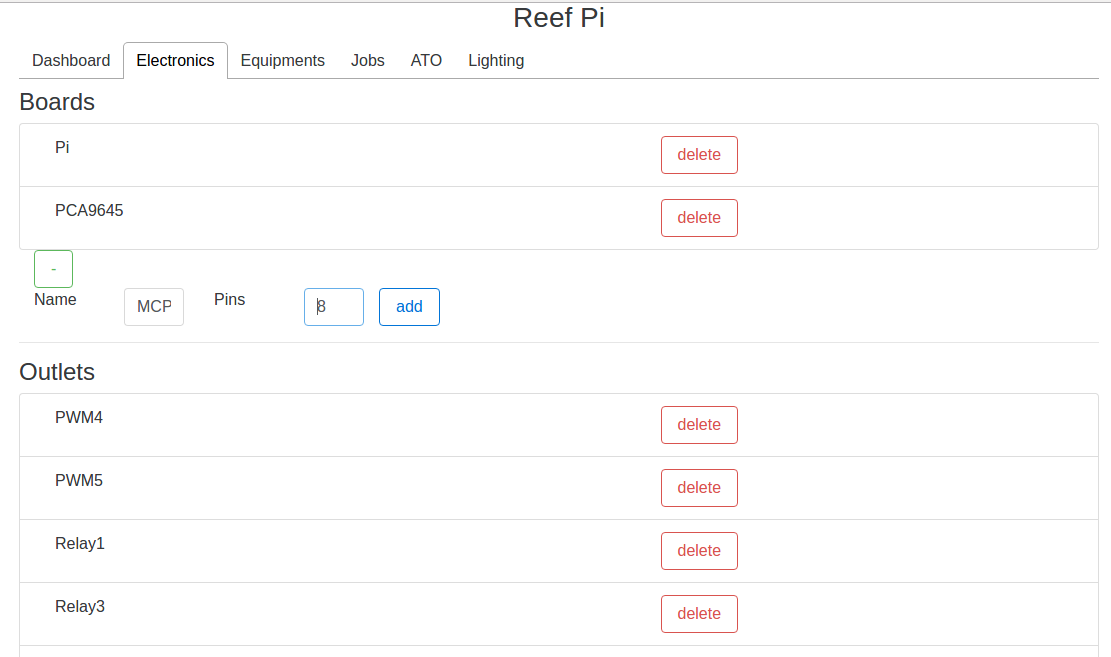 Reef Pi
Dashboard Electronics Equipments Jobs ATO Lighting
Boards
Pi delete
PCA9645 delete
-
Name MCP Pins 8 add
Outlets
PWM4 delete
PWM5 delete
Relay1 delete
Relay3 delete